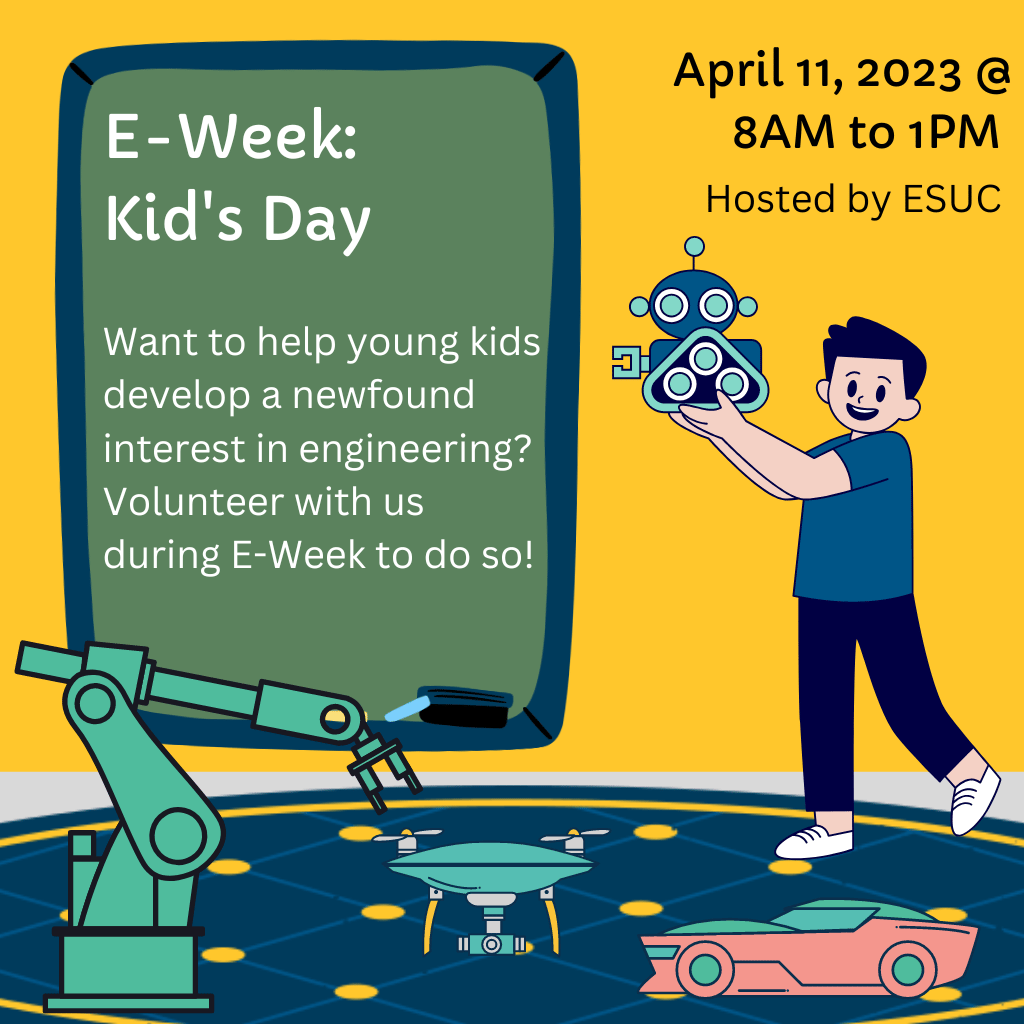 E-Week:
Kid's Day
Want to help young kids
develop a newfound
interest in engineering?
Volunteer with us
during E-Week to do so!
April 11, 2023 @
8AM to 1PM
Hosted by ESUC